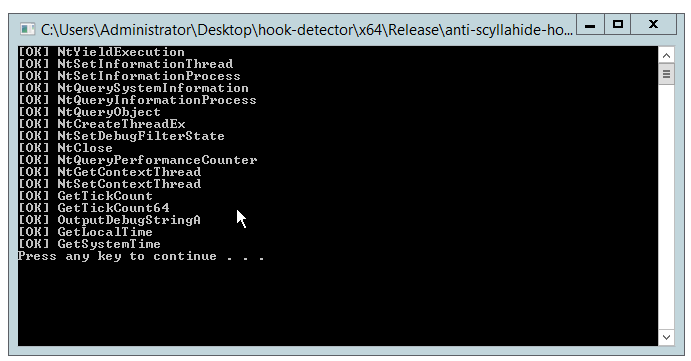 C:\Users\Administrator\Desktop\hook-detector\x64\Release\anti-scyllahide-ho...
[OK] NtYieldExecution
[OK] NtSetInformationThread
[OK] NtSetInformationProcess
[OK] NtQuerySystemInformation
[OK] NtQueryInformationProcess
[OK] NtQueryObject
[OK] NtCreateThreadEx
[OK] NtSetDebugFilterState
[OK] NtClose
[OK] NtQueryPerformanceCounter
[OK] NtGetContextThread
[OK] NtSetContextThread
[OK] GetTickCount
[OK] GetTickCount64
[OK] OutputDebugStringA
[OK] GetLocalTime
[OK] GetSystemTime
Press any key to continue . . .